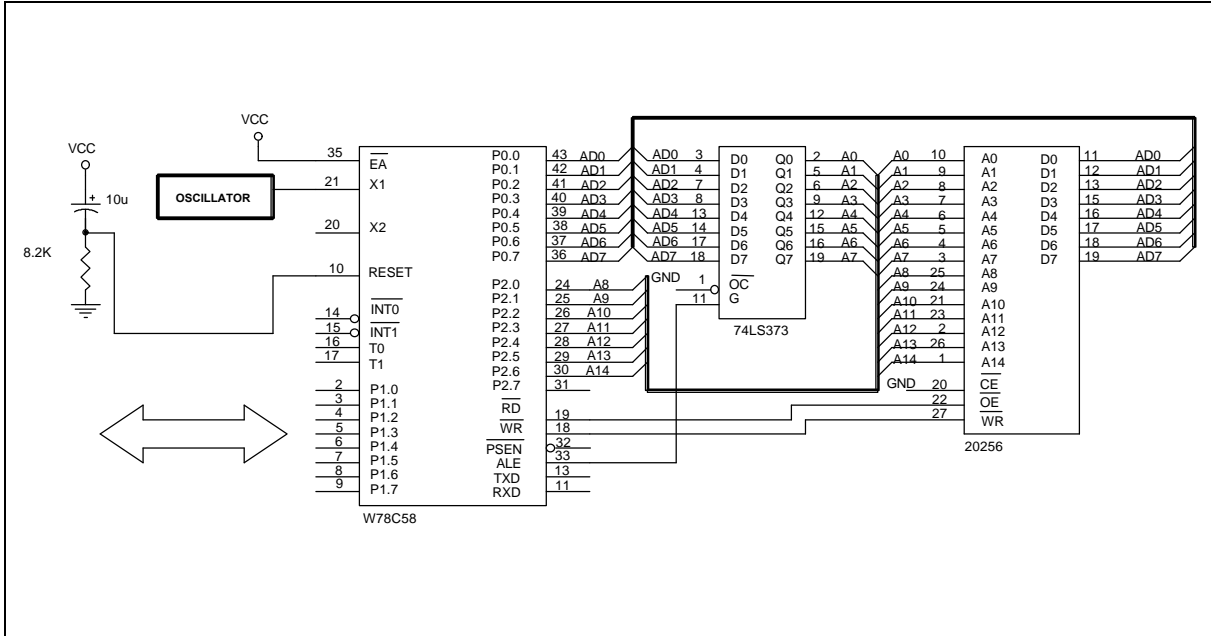 VCC
10u
8.2K
VCC
OSCILLATOR
35 EA
21 X1
20 X2
10 RESET
14 INT0
15 INT1
16 T0
17 T1
2 P1.0
3 P1.1
4 P1.2
5 P1.3
6 P1.4
7 P1.5
8 P1.6
9 P1.7
P0.0 43 AD0
P0.1 42 AD1
P0.2 41 AD2
P0.3 40 AD3
P0.4 39 AD4
P0.5 38 AD5
P0.6 37 AD6
P0.7 36 AD7
P2.0 24 A8
P2.1 25 A9
P2.2 26 A10
P2.3 27 A11
P2.4 28 A12
P2.5 29 A13
P2.6 30 A14
P2.7 31
RD 19
WR 18
PSEN 32
ALE 33
TXD 13
RXD 11
W78C58
AD0 3 D0 Q0 2 A0
AD1 4 D1 Q1 5 A1
AD2 7 D2 Q2 6 A2
AD3 8 D3 Q3 9 A3
AD4 13 D4 Q4 12 A4
AD5 14 D5 Q5 15 A5
AD6 17 D6 Q6 16 A6
AD7 18 D7 Q7 19 A7
GND 1 OC
11 G
74LS373
A0 10 A0 D0 11 AD0
A1 9 A1 D1 12 AD1
A2 8 A2 D2 13 AD2
A3 7 A3 D3 15 AD3
A4 6 A4 D4 16 AD4
A5 5 A5 D5 17 AD5
A6 4 A6 D6 18 AD6
A7 3 A7 D7 19 AD7
A8 25 A8
A9 24 A9
A10 21 A10
A11 23 A11
A12 2 A12
A13 26 A13
A14 1 A14
GND 20 CE
22 OE
27 WR
20256